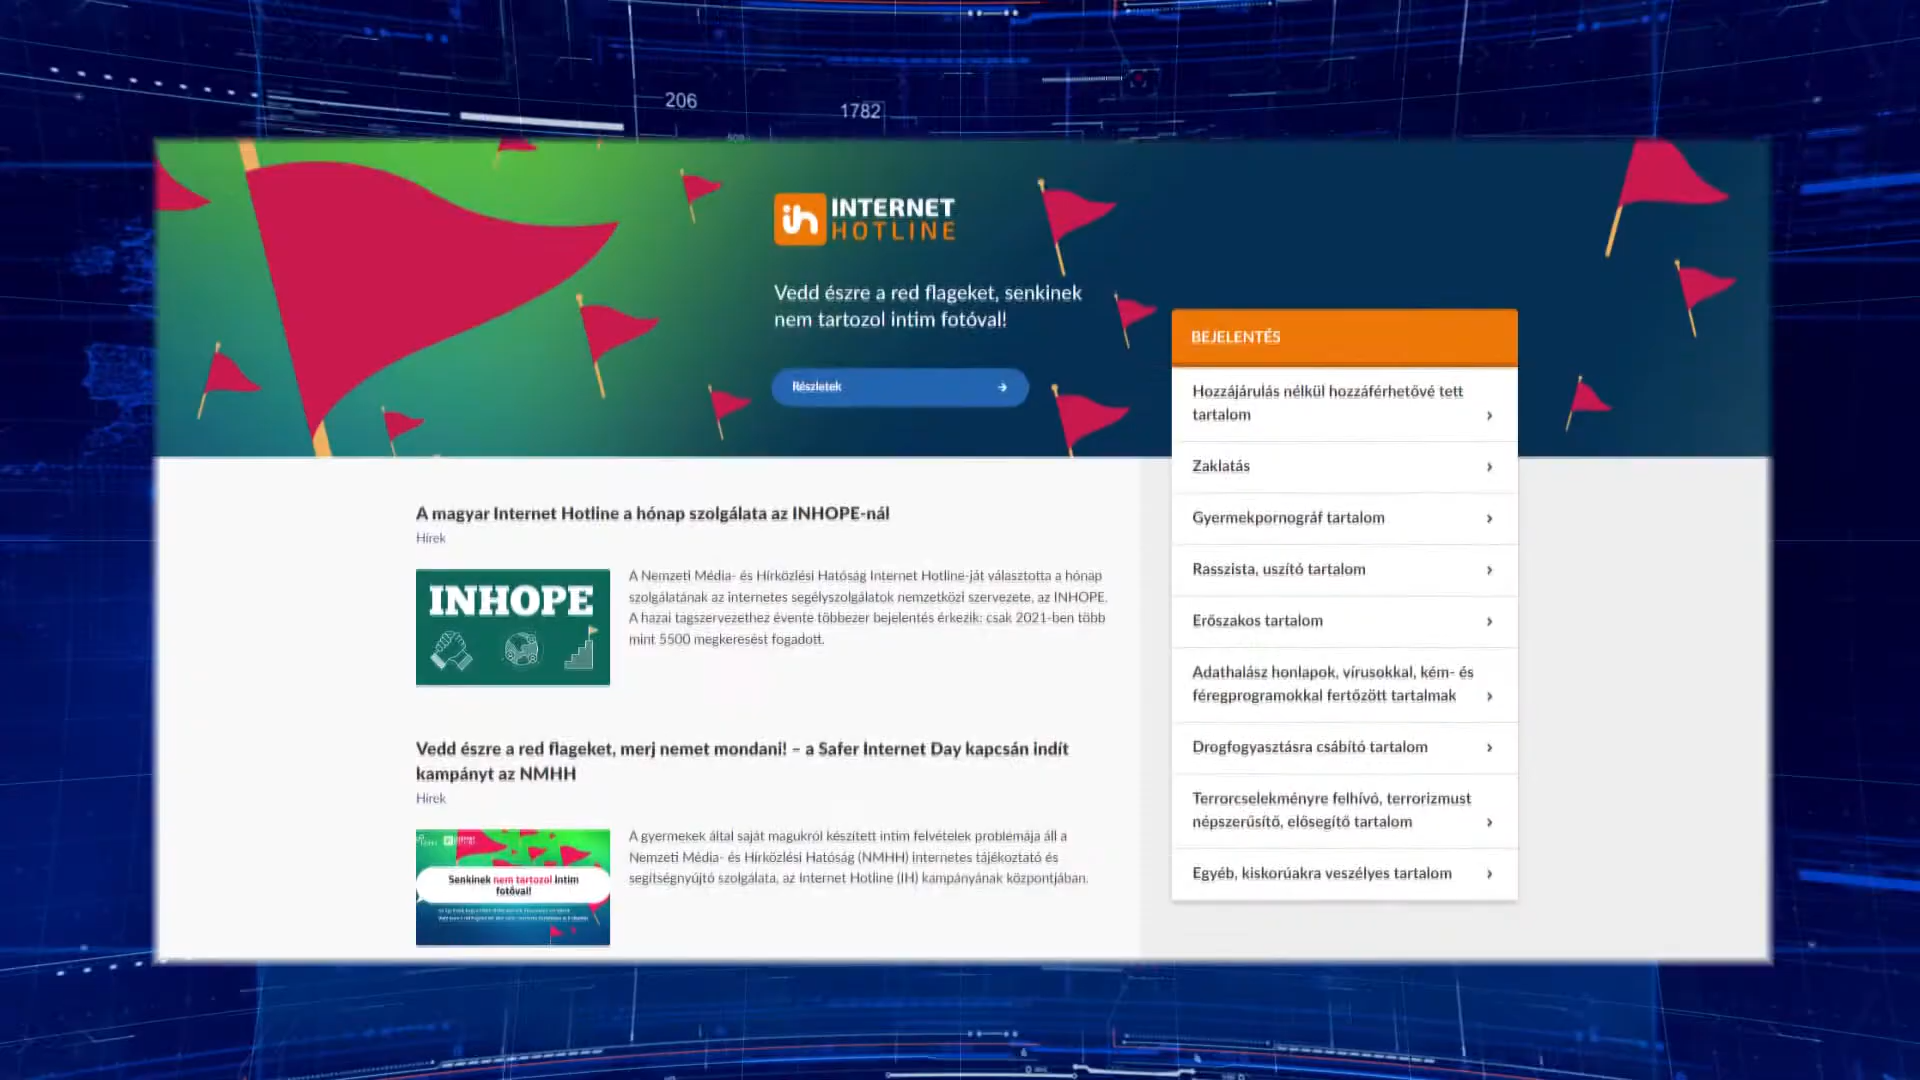 206
1782
500
ih INTERNET
HOTLINE
Vedd észre a red flageket, senkinek
nem tartozol intim fotóval!
Részletek
BEJELENTÉS
Hozzájárulás nélkül hozzáférhetővé tett
tartalom
Zaklatás
Gyermekpornográf tartalom
Rasszista, uszító tartalom
Erőszakos tartalom
Adathalász honlapok, vírusokkal, kém- és
féregprogramokkal fertőzött tartalmak
Drogfogyasztásra csábító tartalom
Terrorcselekményre felhívó, terrorizmust
népszerűsítő, elősegítő tartalom
Egyéb, kiskorúakra veszélyes tartalom
A magyar Internet Hotline a hónap szolgálata az INHOPE-nál
Hírek
INHOPE
A Nemzeti Média- és Hírközlési Hatóság Internet Hotline-ját választotta a hónap
szolgálatának az internetes segélyszolgálatok nemzetközi szervezete, az INHOPE.
A hazai tagszervezethez évente többezer bejelentés érkezik: csak 2021-ben több
mint 5500 megkeresést fogadott.
Vedd észre a red flageket, merj nemet mondani! – a Safer Internet Day kapcsán indít
kampányt az NMHH
Hírek
Senkinek nem tartozol intim
fotóval!
A gyermekek által saját magukról készített intim felvételek problémája áll a
Nemzeti Média- és Hírközlési Hatóság (NMHH) internetes tájékoztató és
segítségnyújtó szolgálata, az Internet Hotline (IH) kampányának központjában.